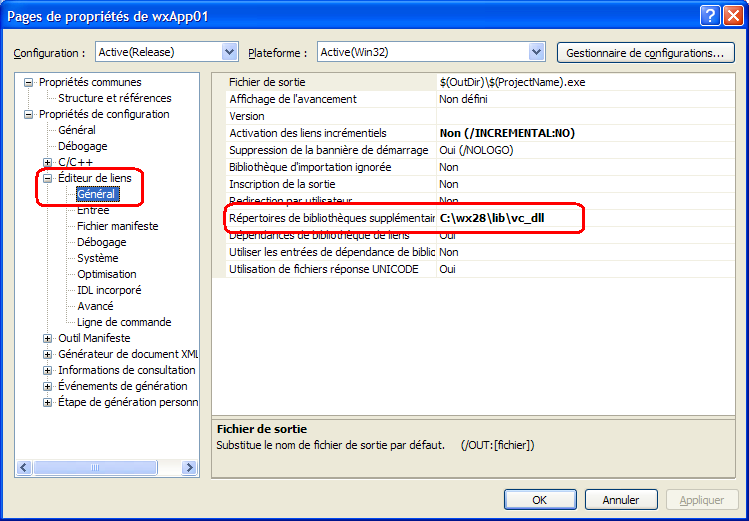 Pages de propriétés de wxApp01
Configuration : Active(Release) Plateforme : Active(Win32) Gestionnaire de configurations...
Propriétés communes
Structure et références
Propriétés de configuration
Général
Débogage
C/C++
Éditeur de liens
Général
Entrée
Fichier manifeste
Débogage
Système
Optimisation
IDL incorporé
Avancé
Ligne de commande
Outil Manifeste
Générateur de document XML
Informations de consultation
Événements de génération
Étape de génération personn
Fichier de sortie $(OutDir)\$(ProjectName).exe
Affichage de l'avancement Non défini
Version
Activation des liens incrémentiels Non (/INCREMENTAL:NO)
Suppression de la bannière de démarrage Oui (/NOLOGO)
Bibliothèque d'importation ignorée Non
Inscription de la sortie Non
Redirection par utilisateur Non
Répertoires de bibliothèques supplémentair C:\wx28\lib\vc_dll
Dépendances de bibliothèque de liens Oui
Utiliser les entrées de dépendance de biblio Non
Utilisation de fichiers réponse UNICODE Oui
Fichier de sortie
Substitue le nom de fichier de sortie par défaut. (/OUT:[fichier])
OK Annuler Appliquer